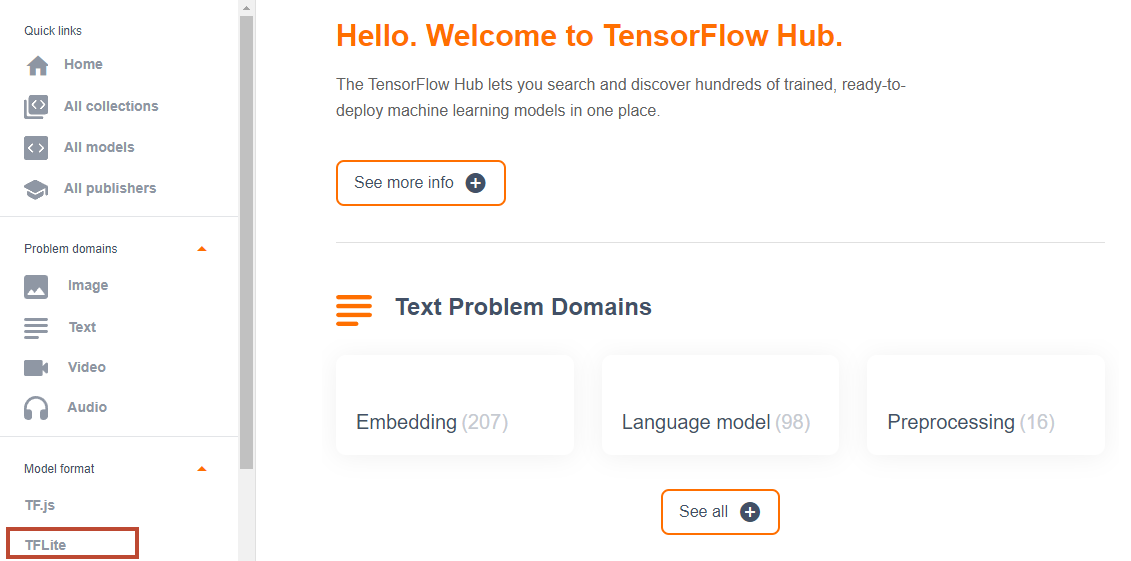 Quick links
Home
All collections
All models
All publishers
Problem domains
Image
Text
Video
Audio
Model format
TF.js
TFLite
Hello. Welcome to TensorFlow Hub.
The TensorFlow Hub lets you search and discover hundreds of trained, ready-to-
deploy machine learning models in one place.
See more info
Text Problem Domains
Embedding (207)
Language model (98)
Preprocessing (16)
See all